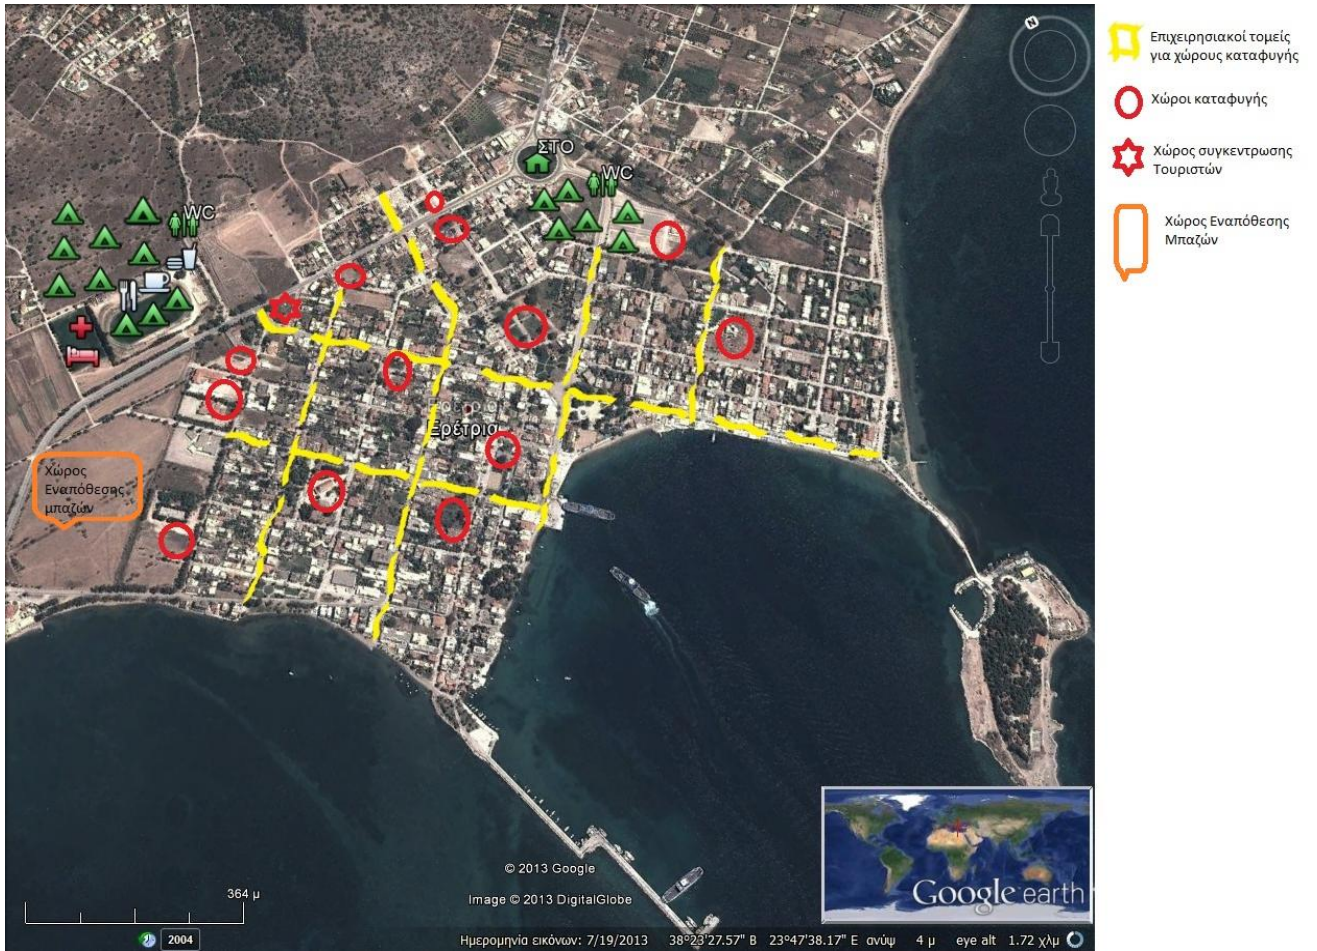 N
Επιχειρησιακοί τομείς
για χώρους καταφυγής
Χώροι καταφυγής
Χώρος συγκεντρωσης
Τουριστών
Χώρος Εναπόθεσης
Μπαζών
ΣΤΟ
WC
WC
Ερέτρια
Χώρος
Εναπόθεσης
μπαζών
364 μ
© 2013 Google
Image © 2013 DigitalGlobe
Google earth
2004
Ημερομηνία εικόνων: 7/19/2013 38°23'27.57" Β 23°47'38.17" Ε ανύψ 4 μ eye alt 1.72 χλμ